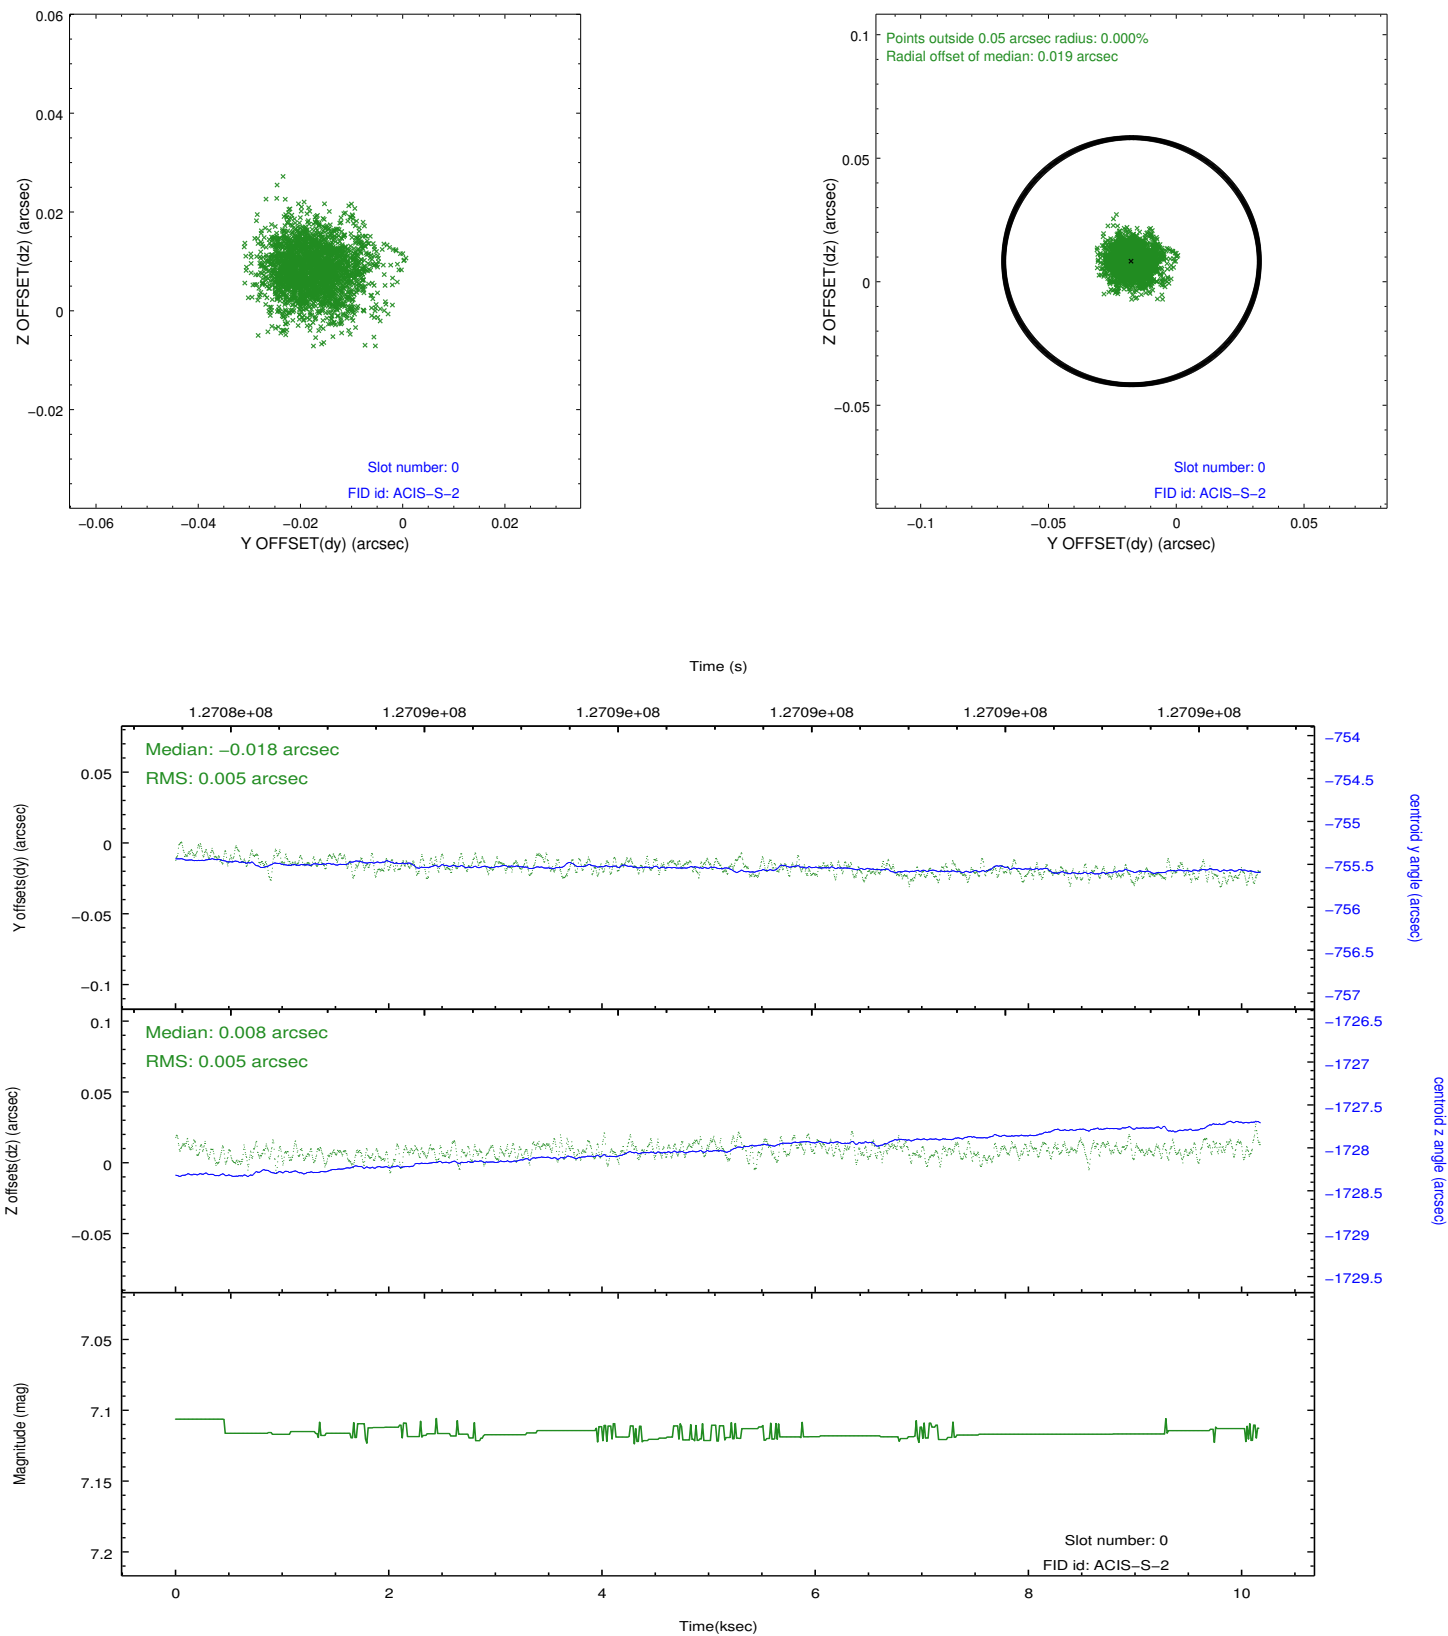 0.06
0.04
0.02
0
−0.02
Z OFFSET(dz) (arcsec)
Slot number: 0
FID id: ACIS−S−2
−0.06 −0.04 −0.02 0 0.02
Y OFFSET(dy) (arcsec)
Points outside 0.05 arcsec radius: 0.000%
Radial offset of median: 0.019 arcsec
0.1
0.05
0
−0.05
Z OFFSET(dz) (arcsec)
Slot number: 0
FID id: ACIS−S−2
−0.1 −0.05 0 0.05
Y OFFSET(dy) (arcsec)
Time (s)
1.2708e+08 1.2709e+08 1.2709e+08 1.2709e+08 1.2709e+08 1.2709e+08
Median: −0.018 arcsec
RMS: 0.005 arcsec
0.05
0
−0.05
−0.1
Y offsets(dy) (arcsec)
−754
−754.5
−755
−755.5
−756
−756.5
−757
centroid y angle (arcsec)
Median: 0.008 arcsec
RMS: 0.005 arcsec
0.1
0.05
0
−0.05
Z offsets(dz) (arcsec)
−1726.5
−1727
−1727.5
−1728
−1728.5
−1729
−1729.5
centroid z angle (arcsec)
7.05
7.1
7.15
7.2
Magnitude (mag)
Slot number: 0
FID id: ACIS−S−2
0 2 4 6 8 10
Time(ksec)